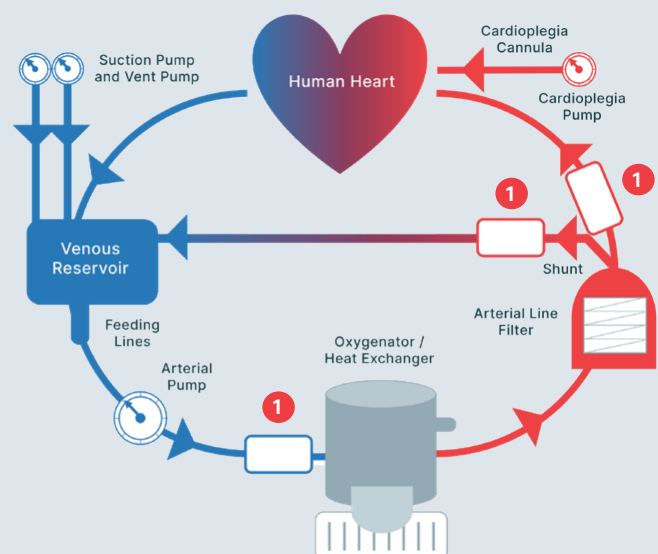 Suction Pump
and Vent Pump
Human Heart
Cardioplegia
Cannula
Cardioplegia
Pump
1
1
Venous
Reservoir
Shunt
Feeding
Lines
Arterial Line
Filter
Oxygenator /
Heat Exchanger
Arterial
Pump
1